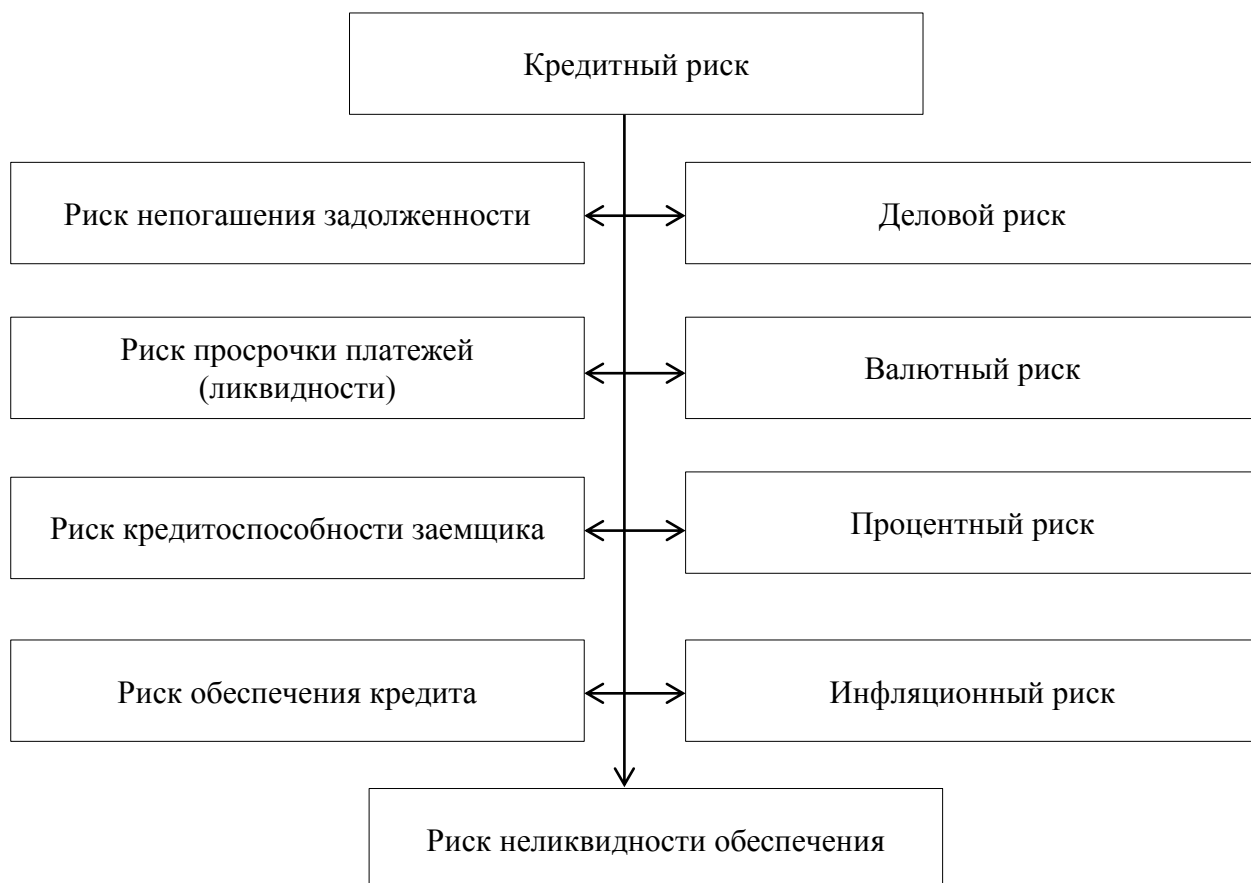 Кредитный риск
Риск непогашения задолженности
Деловой риск
Риск просрочки платежей
(ликвидности)
Валютный риск
Риск кредитоспособности заемщика
Процентный риск
Риск обеспечения кредита
Инфляционный риск
Риск неликвидности обеспечения